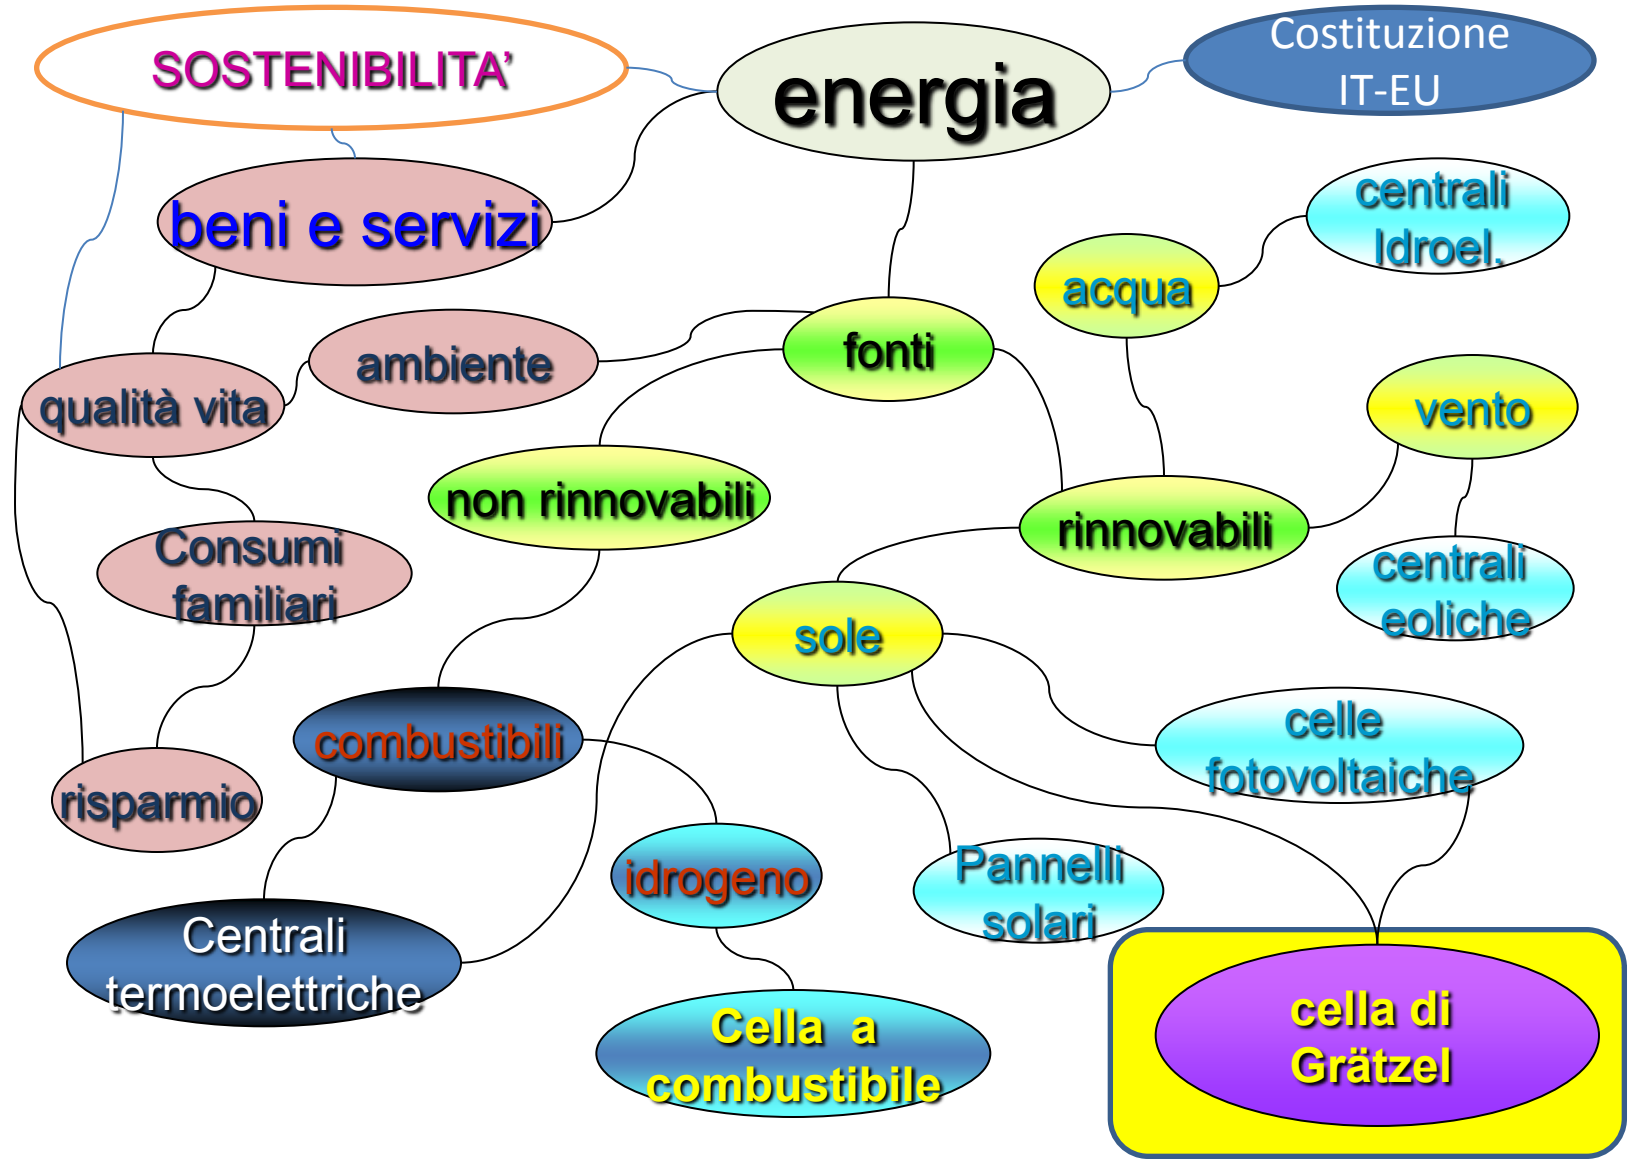 SOSTENIBILITA’
energia
Costituzione
IT-EU
beni e servizi
centrali
Idroel.
acqua
ambiente
fonti
qualità vita
vento
non rinnovabili
rinnovabili
Consumi
familiari
centrali
eoliche
sole
combustibili
celle
fotovoltaiche
risparmio
idrogeno
Pannelli
solari
Centrali
termoelettriche
Cella a
combustibile
cella di
Grätzel